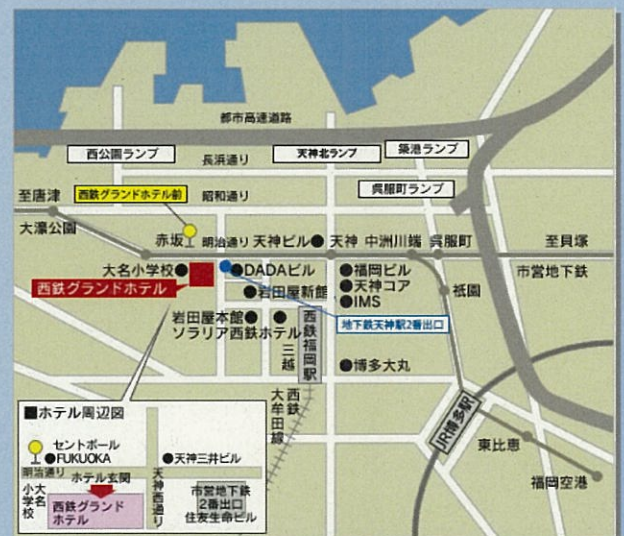 都市高速道路
西公園ランプ
天神北ランプ
築港ランプ
長浜通り
呉服町ランプ
至唐津
西鉄グランドホテル前
昭和通り
大濠公園
赤坂
明治通り
天神ビル
天神
中洲川端
呉服町
至貝塚
大名小学校
DADAビル
福岡ビル
市営地下鉄
西鉄グランドホテル
岩田屋新館
天神コア
IMS
祇園
岩田屋本館
ソラリア西鉄ホテル
西鉄福岡駅
地下鉄天神駅2番出口
三越
博多大丸
西鉄
大牟田線
JR博多駅
東比恵
福岡空港
■ホテル周辺図
セントポール
FUKUOKA
天神三井ビル
明治通り
ホテル玄関
大名
小学校
西鉄グランド
ホテル
天神西通り
市営地下鉄
2番出口
住友生命ビル